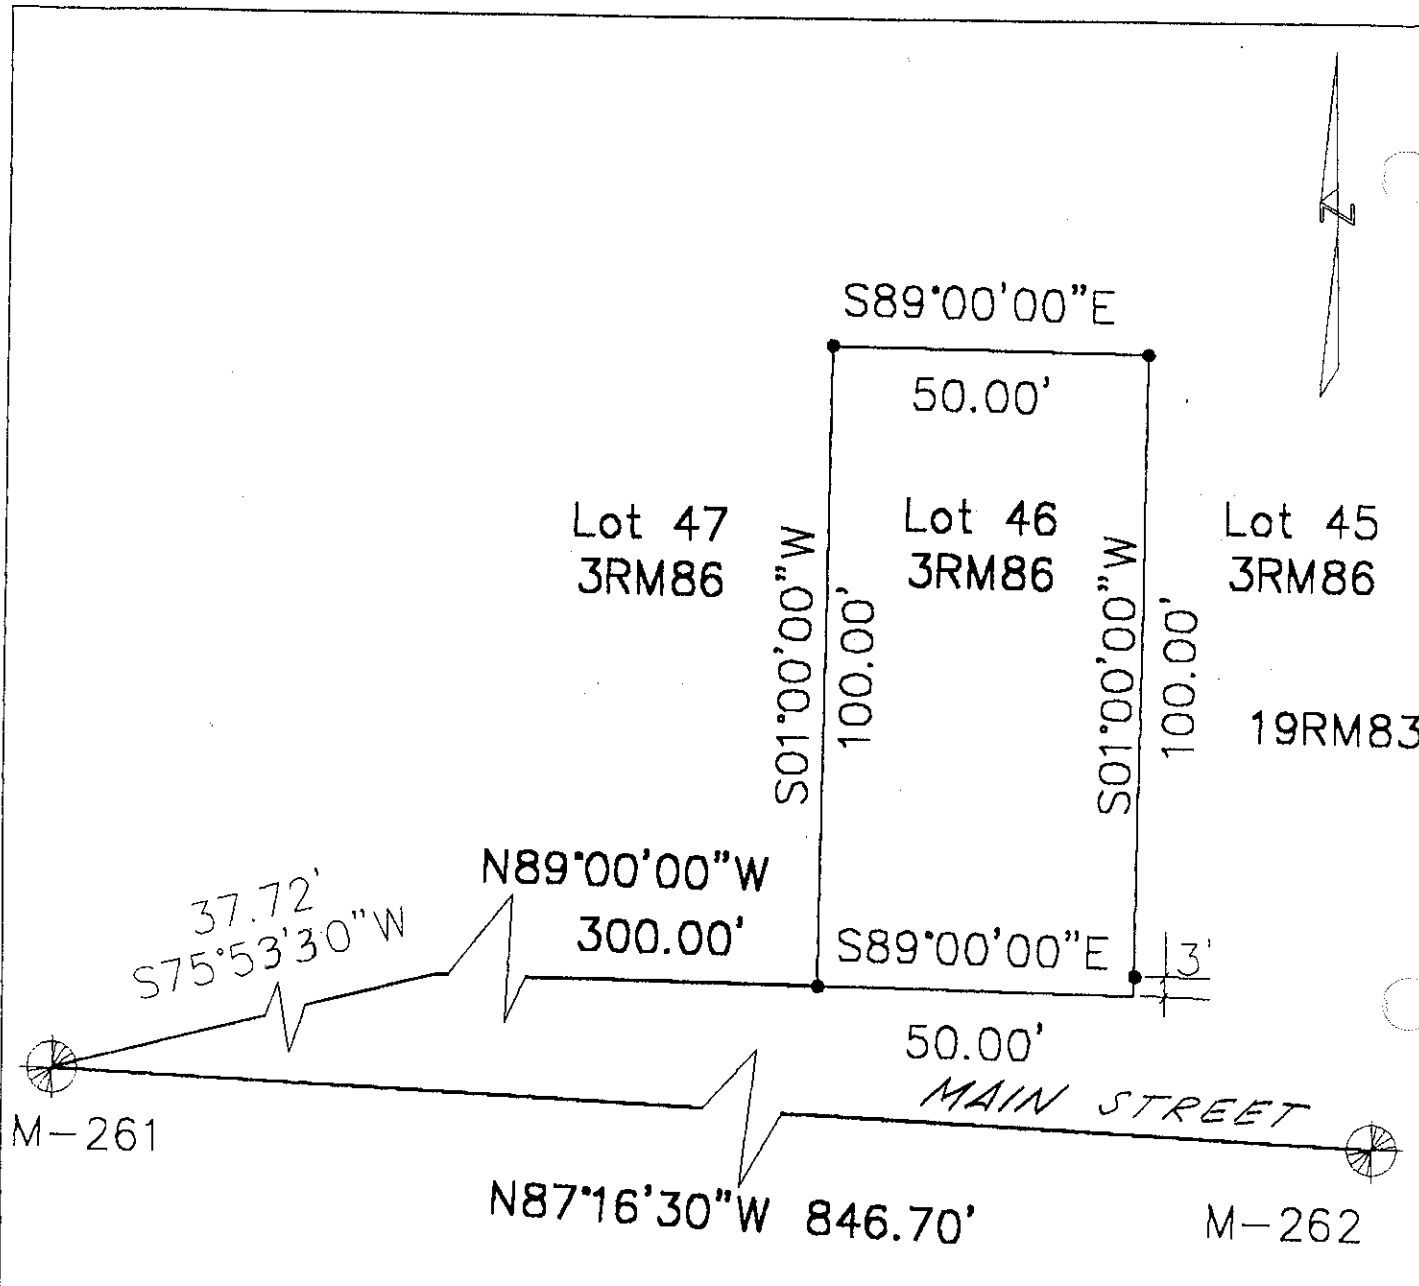 N
S89°00'00"E
50.00'
Lot 47
3RM86
Lot 46
3RM86
Lot 45
3RM86
S01°00'00"W
100.00'
S01°00'00"W
100.00'
19RM83
N89°00'00"W
300.00'
37.72'
S75°53'30"W
S89°00'00"E
3'
50.00'
MAIN STREET
M-261
N87°16'30"W 846.70'
M-262